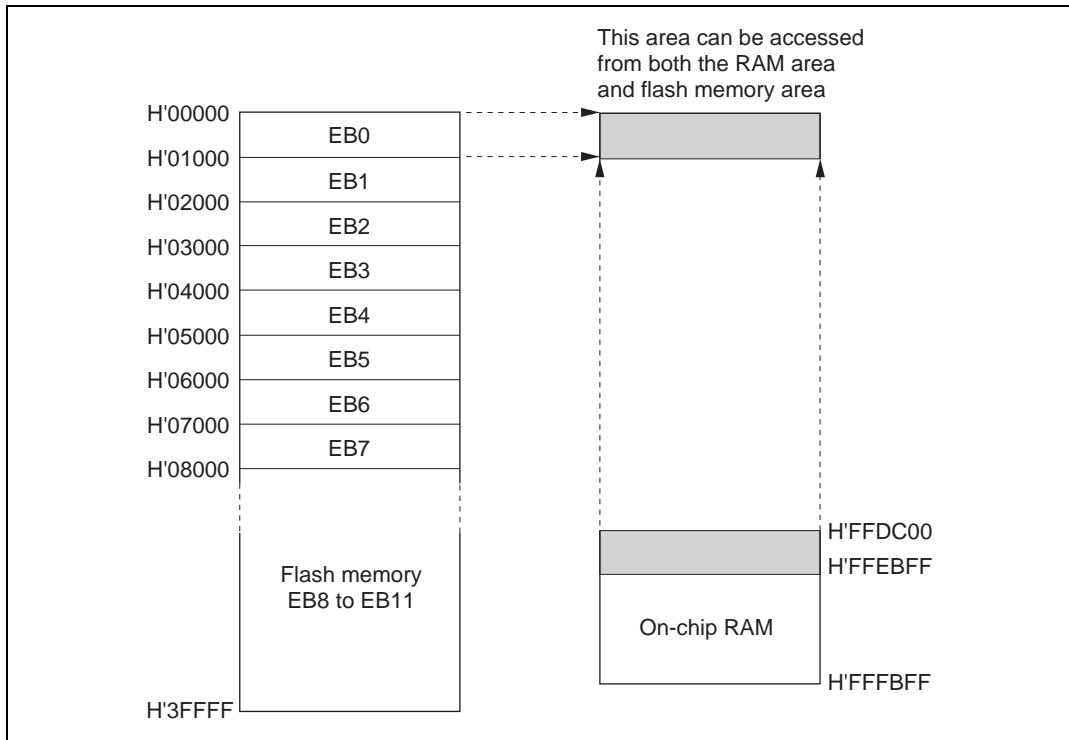 This area can be accessed
from both the RAM area
and flash memory area
H'00000
EB0
H'01000
EB1
H'02000
EB2
H'03000
EB3
H'04000
EB4
H'05000
EB5
H'06000
EB6
H'07000
EB7
H'08000
H'FFDC00
H'FFEBFF
Flash memory
EB8 to EB11
On-chip RAM
H'FFFBFF
H'3FFFF